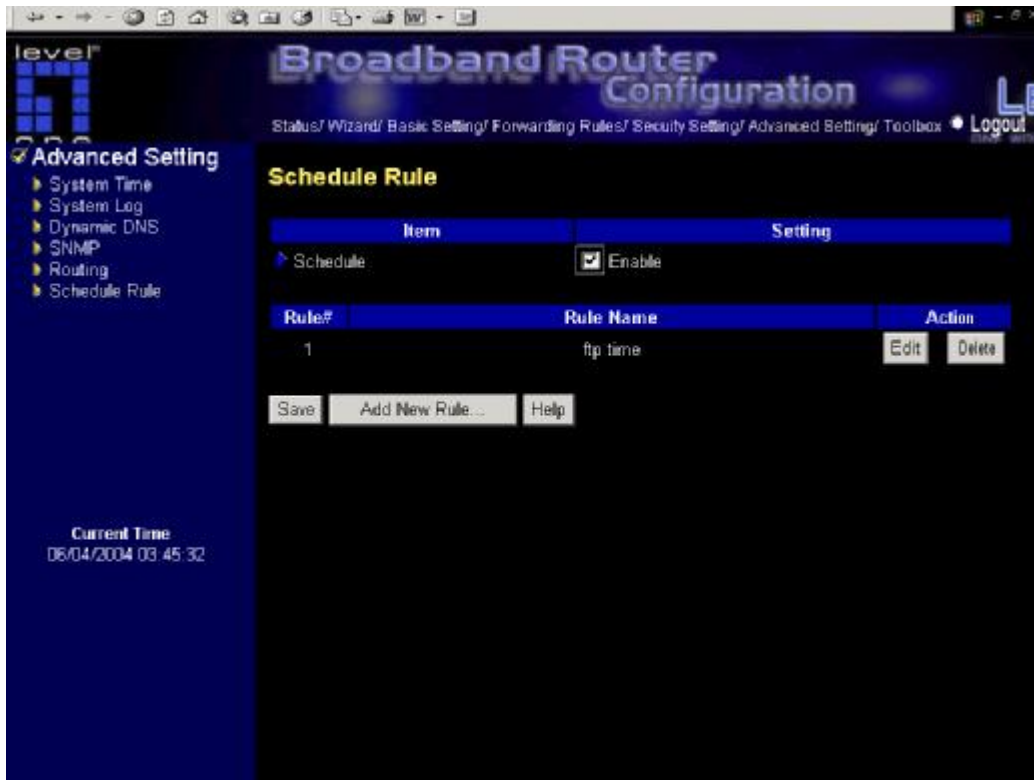 level
Broadband Router
Configuration
Status/ Wizard/ Basic Setting/ Forwarding Rules/ Secuity Setting/ Advanced Setting/ Toolbox
Logout
Advanced Setting
System Time
System Log
Dynamic DNS
SNMP
Routing
Schedule Rule
Current Time
06/04/2004 03:45:32
Schedule Rule
Item Setting
Schedule Enable
Rule# Rule Name Action
1 ftp time Edit Delete
Save Add New Rule... Help